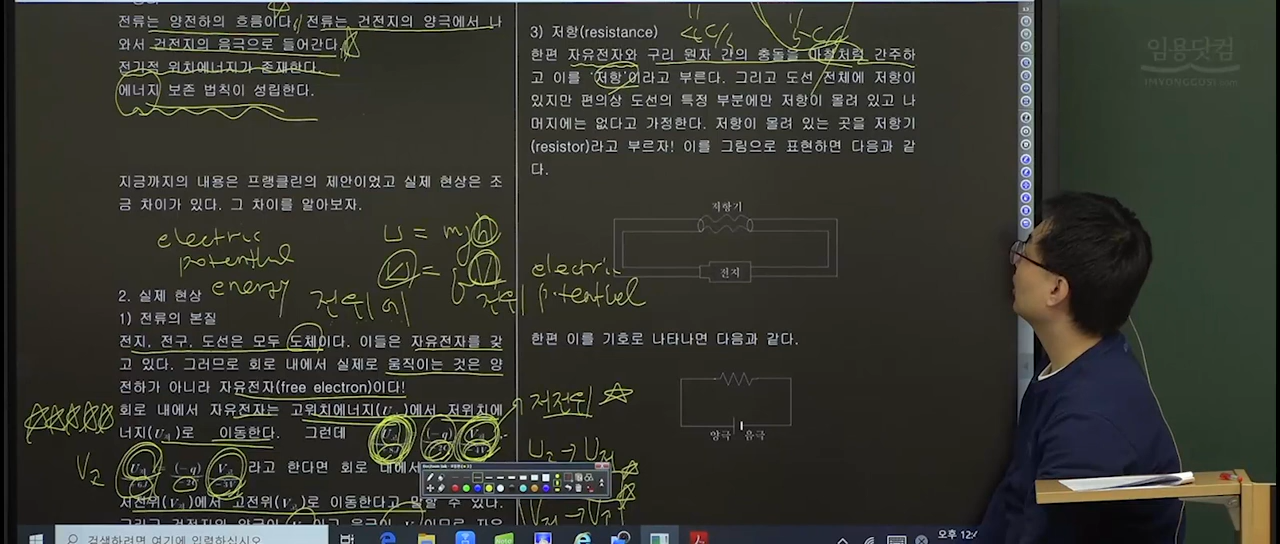 전류는 양전하의 흐름이다. 전류는 건전지의 양극에서 나
와서 건전지의 음극으로 들어간다.
전기적 위치에너지가 존재한다.
에너지 보존 법칙이 성립한다.
지금까지의 내용은 프랭클린의 제안이었고 실제 현상은 조
금 차이가 있다. 그 차이를 알아보자.
electric
potential
energy
U = mgh
전위
2. 실제 현상
1) 전류의 본질
전지, 전구, 도선은 모두 도체이다. 이들은 자유전자를 갖
고 있다. 그러므로 회로 내에서 실제로 움직이는 것은 양
전하가 아니라 자유전자(free electron)이다!
회로 내에서 자유전자는 고위치에너지(U고)에서 저위치에
너지(U저)로 이동한다. 그런데
라고 한다면 회로 내에서
저전위(V저)에서 고전위(V고)로 이동한다고 말할 수 있다.
3) 저항(resistance)
한편 자유전자와 구리 원자 간의 충돌을 마찰처럼 간주하
고 이를 '저항'이라고 부른다. 그리고 도선 전체에 저항이
있지만 편의상 도선의 특정 부분에만 저항이 몰려 있고 나
머지에는 없다고 가정한다. 저항이 몰려 있는 곳을 저항기
(resistor)라고 부르자! 이를 그림으로 표현하면 다음과 같
다.
저항기
전지
electric
potential
한편 이를 기호로 나타나면 다음과 같다.
양극 음극
저전위
임용닷컴
IMYONGGOSI.com
검색하려면 여기에 입력하십시오
Note
오후 12:4